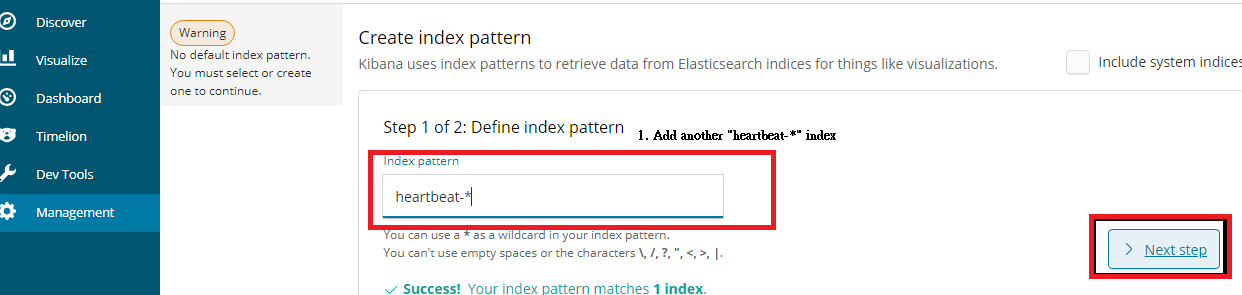 Discover
Visualize
Dashboard
Timelion
Dev Tools
Management
Warning
No default index pattern.
You must select or create
one to continue.
Create index pattern
Kibana uses index patterns to retrieve data from Elasticsearch indices for things like visualizations.
Include system indices
Step 1 of 2: Define index pattern
1. Add another "heartbeat-*" index
Index pattern
heartbeat-*
You can use a * as a wildcard in your index pattern.
You can't use empty spaces or the characters \, /, ?, ", <, >, |.
Next step
Success! Your index pattern matches 1 index.